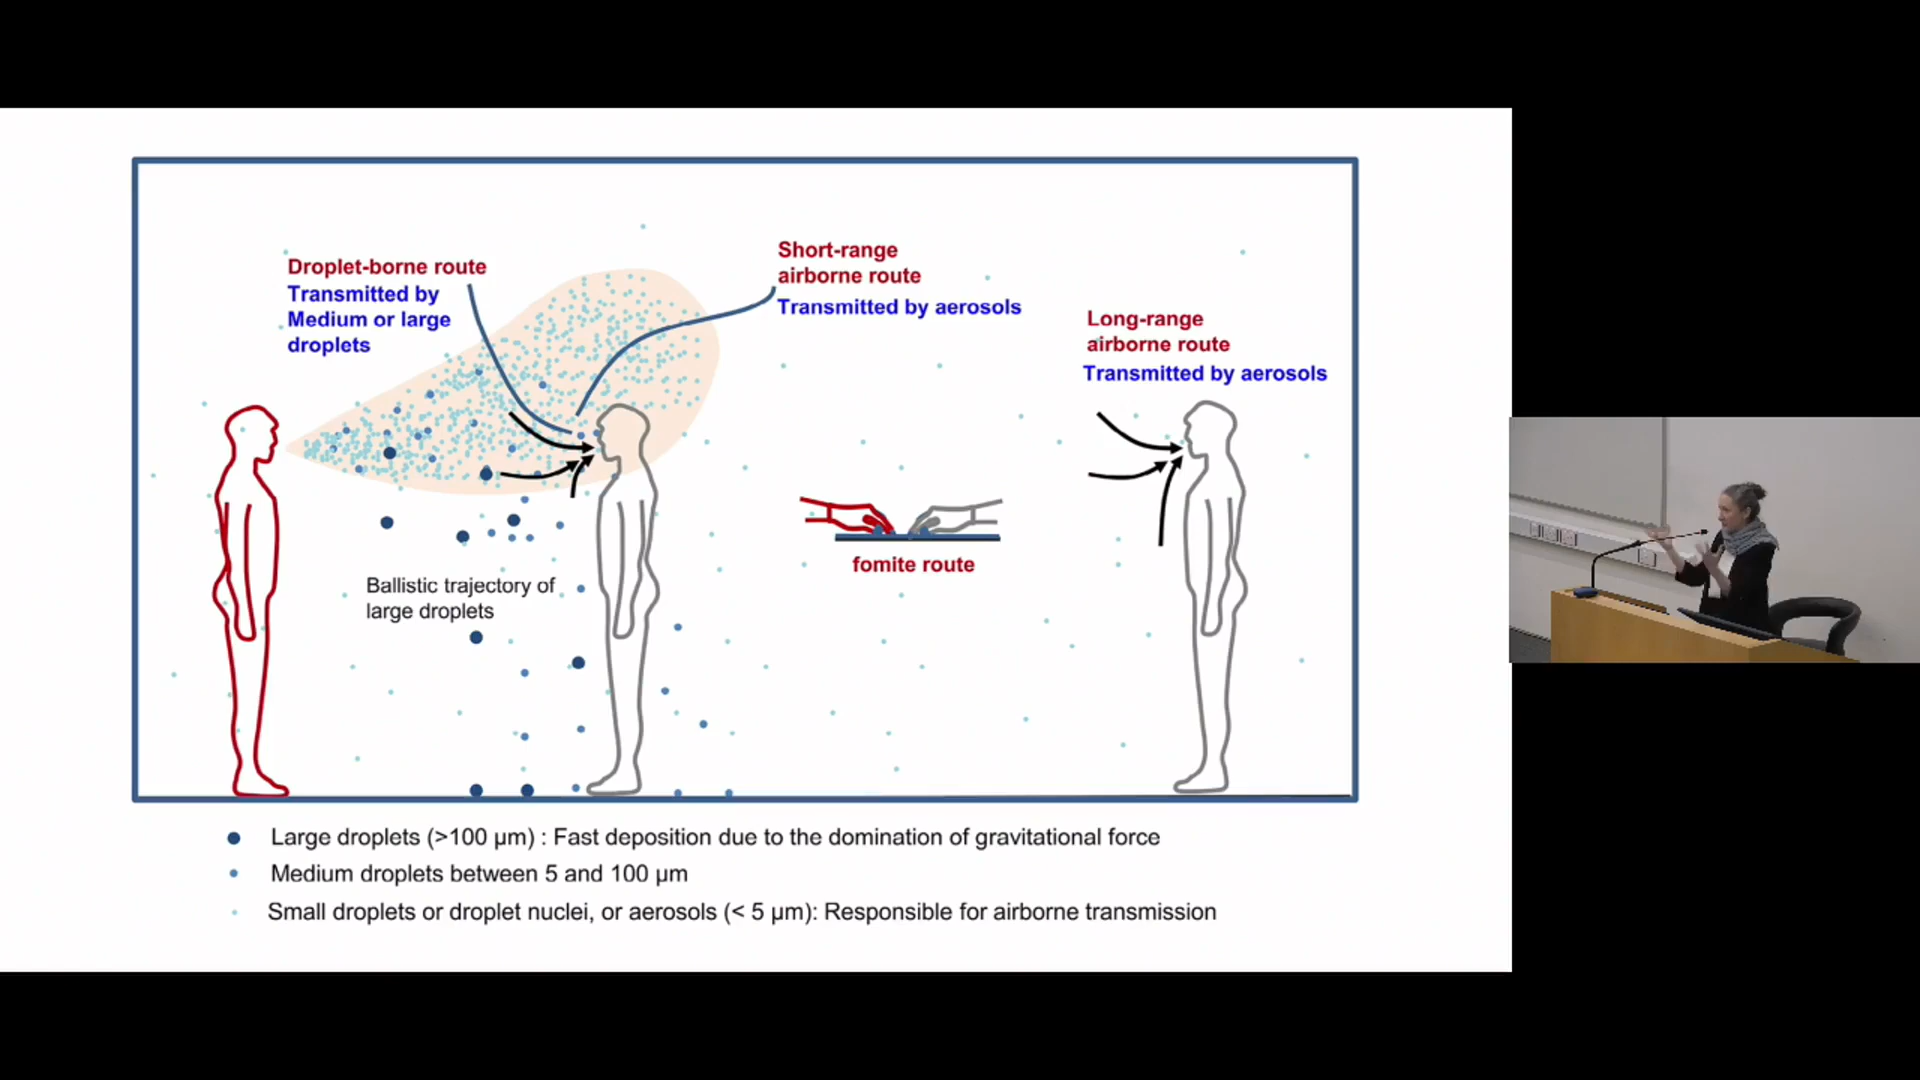 Droplet-borne route
Transmitted by
Medium or large
droplets
Short-range
airborne route
Transmitted by aerosols
Long-range
airborne route
Transmitted by aerosols
fomite route
Ballistic trajectory of
large droplets
Large droplets (>100 µm) : Fast deposition due to the domination of gravitational force
Medium droplets between 5 and 100 µm
Small droplets or droplet nuclei, or aerosols (< 5 µm): Responsible for airborne transmission